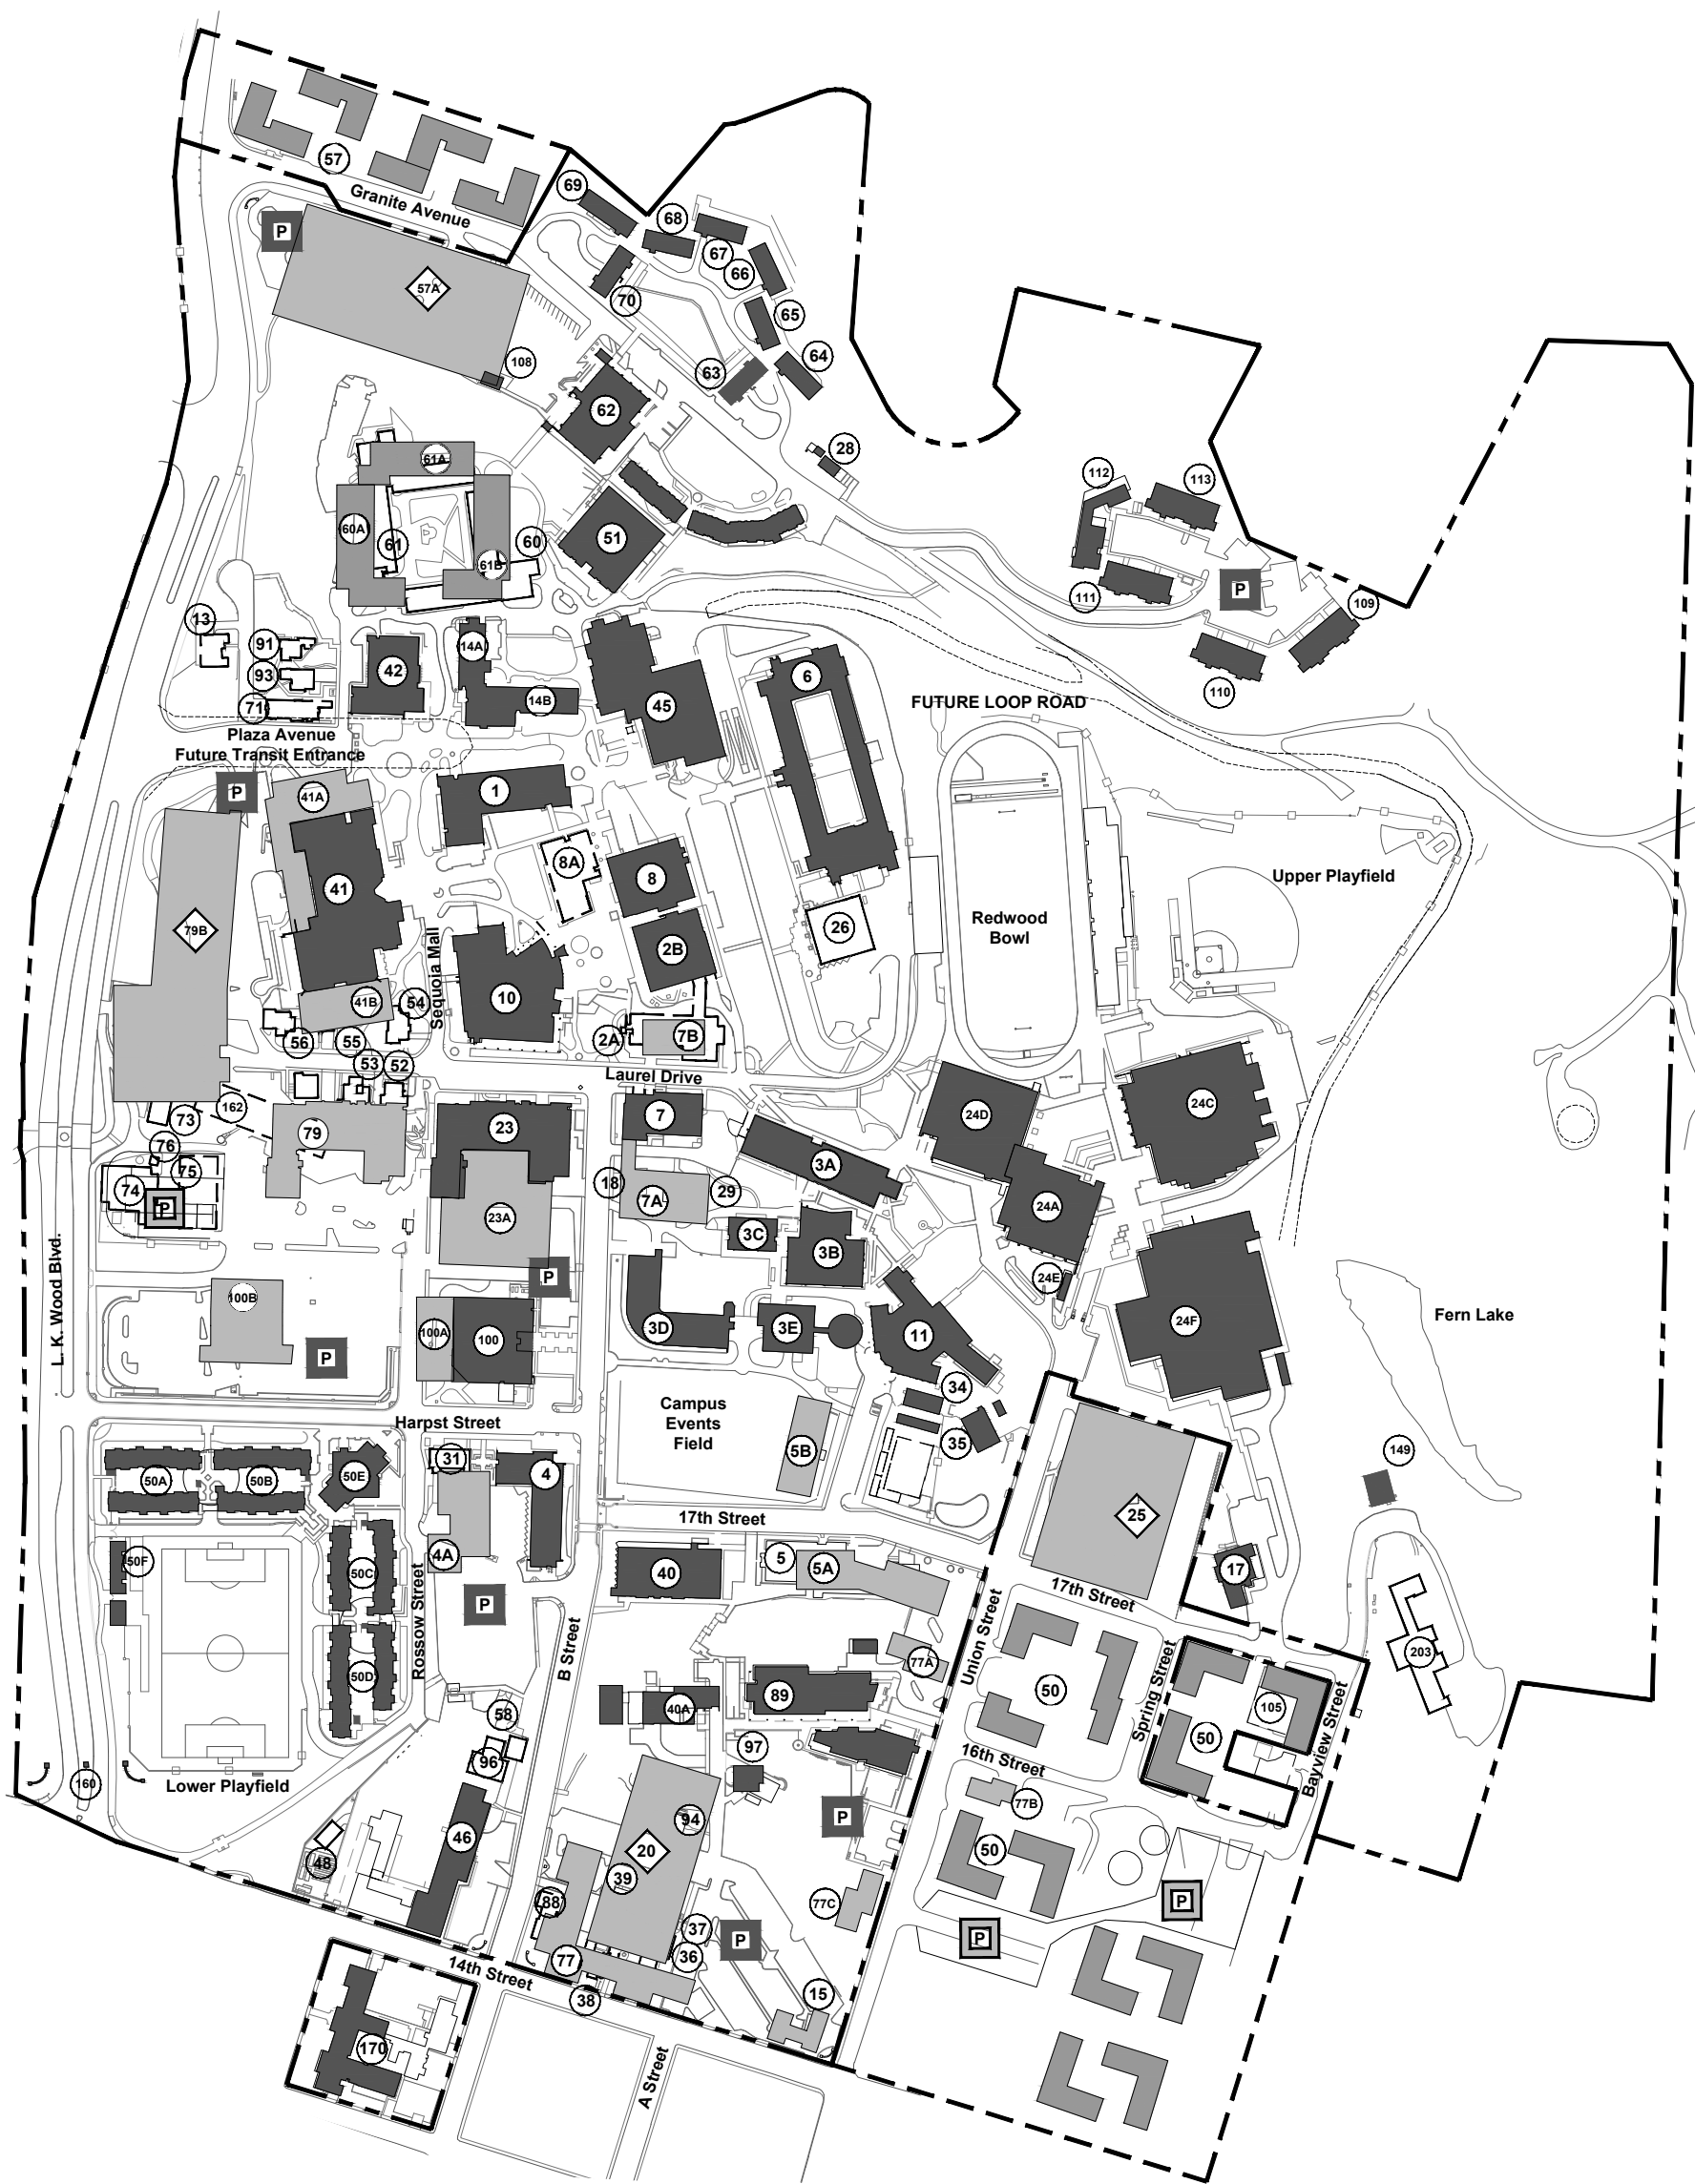 57
Granite Avenue
P
57A
69
68
67
66
70
65
64
63
108
62
28
112
113
61A
60A
61
60
61B
51
111
P
109
110
13
91
93
71
42
14A
14B
45
6
FUTURE LOOP ROAD
Plaza Avenue
Future Transit Entrance
P
41A
1
8A
8
41
79B
2B
26
Redwood
Bowl
Upper Playfield
Sequoia Mall
10
41B
54
56
55
53
52
2A
7B
Laurel Drive
162
73
76
75
74
P
79
23
7
24D
24C
3A
18
7A
29
24A
23A
3C
3B
24E
P
100B
100A
100
P
3D
3E
11
24F
Fern Lake
L.K. Wood Blvd.
34
35
Campus
Events
Field
5B
Harpst Street
31
4
50A
50B
50E
149
17th Street
25
50F
50C
4A
P
40
5
5A
17
17th Street
Rossow Street
B Street
Union Street
50D
58
77A
89
40A
50
Spring Street
105
203
50
Bayview Street
96
97
16th Street
160
Lower Playfield
77B
P
94
46
20
50
48
39
88
77C
P
37
P
36
P
77
14th Street
38
15
170
A Street